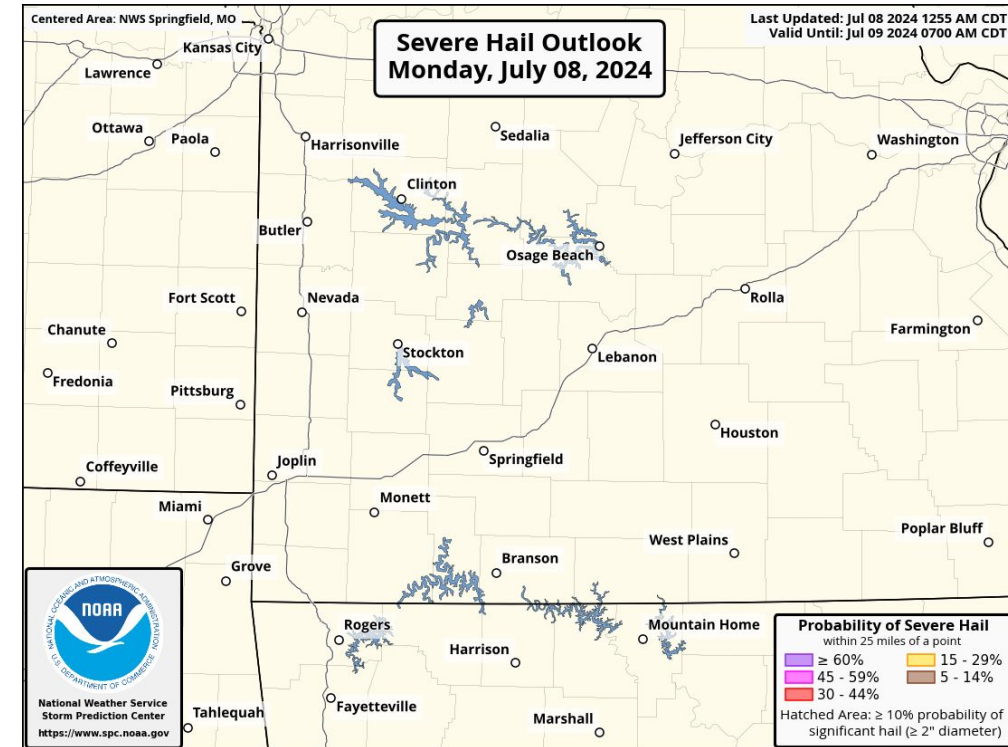 Centered Area: NWS Springfield, MO
Last Updated: Jul 08 2024 1255 AM CDT
Valid Until: Jul 09 2024 0700 AM CDT
Severe Hail Outlook
Monday, July 08, 2024
Kansas City
Lawrence
Ottawa
Paola
Harrisonville
Sedalia
Jefferson City
Washington
Clinton
Butler
Osage Beach
Fort Scott
Nevada
Rolla
Chanute
Farmington
Stockton
Lebanon
Fredonia
Pittsburg
Houston
Coffeyville
Joplin
Springfield
Miami
Monett
West Plains
Poplar Bluff
Grove
Branson
Rogers
Mountain Home
Harrison
Fayetteville
Tahlequah
Marshall
NATIONAL OCEANIC AND ATMOSPHERIC ADMINISTRATION
NOAA
U.S. DEPARTMENT OF COMMERCE
National Weather Service
Storm Prediction Center
https://www.spc.noaa.gov
Probability of Severe Hail
within 25 miles of a point
≥ 60%
15 - 29%
45 - 59%
5 - 14%
30 - 44%
Hatched Area: ≥ 10% probability of
significant hail (≥ 2" diameter)